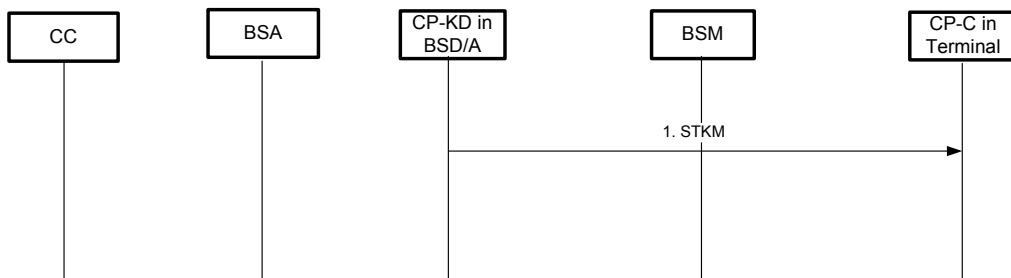 CC
BSA
CP-KD in
BSD/A
BSM
CP-C in
Terminal
1. STKM